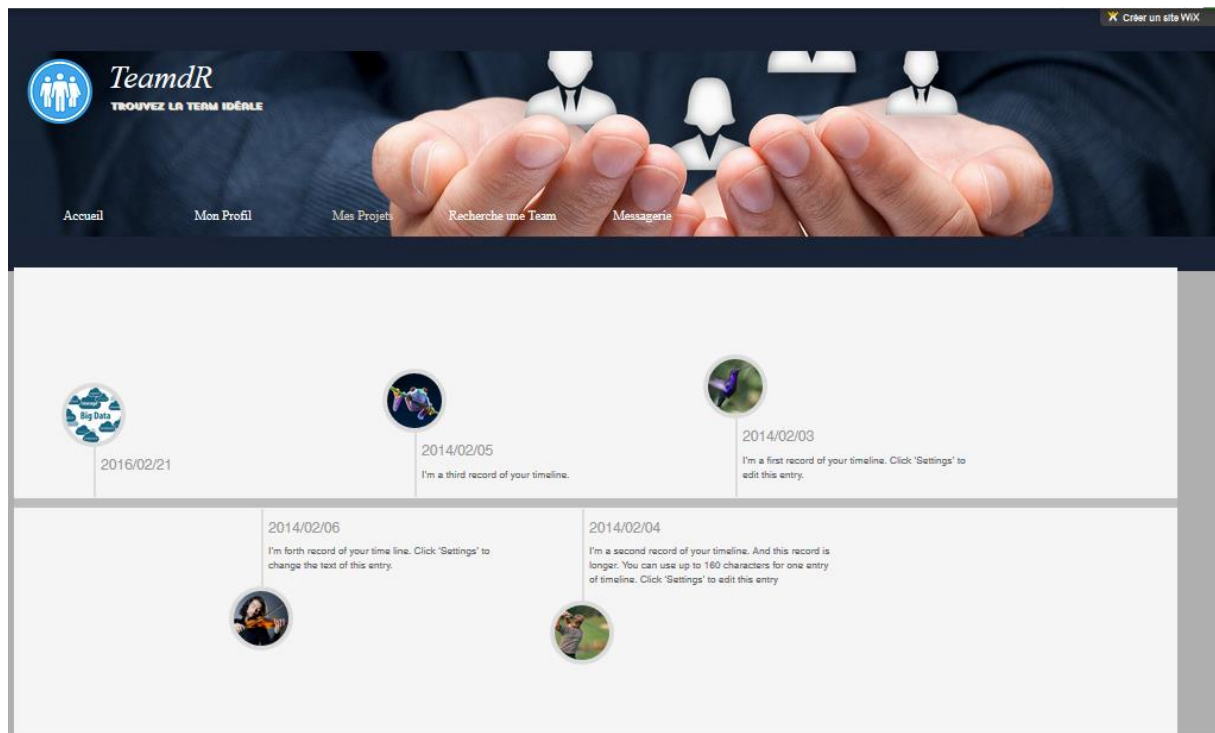 Créer un site WiX
TeamdR
TROUVEZ LA TEAM IDÉALE
Accueil
Mon Profil
Mes Projets
Recherche une Team
Messagerie
Big Data
2016/02/21
2014/02/05
I'm a third record of your timeline.
2014/02/03
I'm a first record of your timeline. Click 'Settings' to
edit this entry.
2014/02/06
I'm forth record of your time line. Click 'Settings' to
change the text of this entry.
2014/02/04
I'm a second record of your timeline. And this record is
longer. You can use up to 160 characters for one entry
of timeline. Click 'Settings' to edit this entry